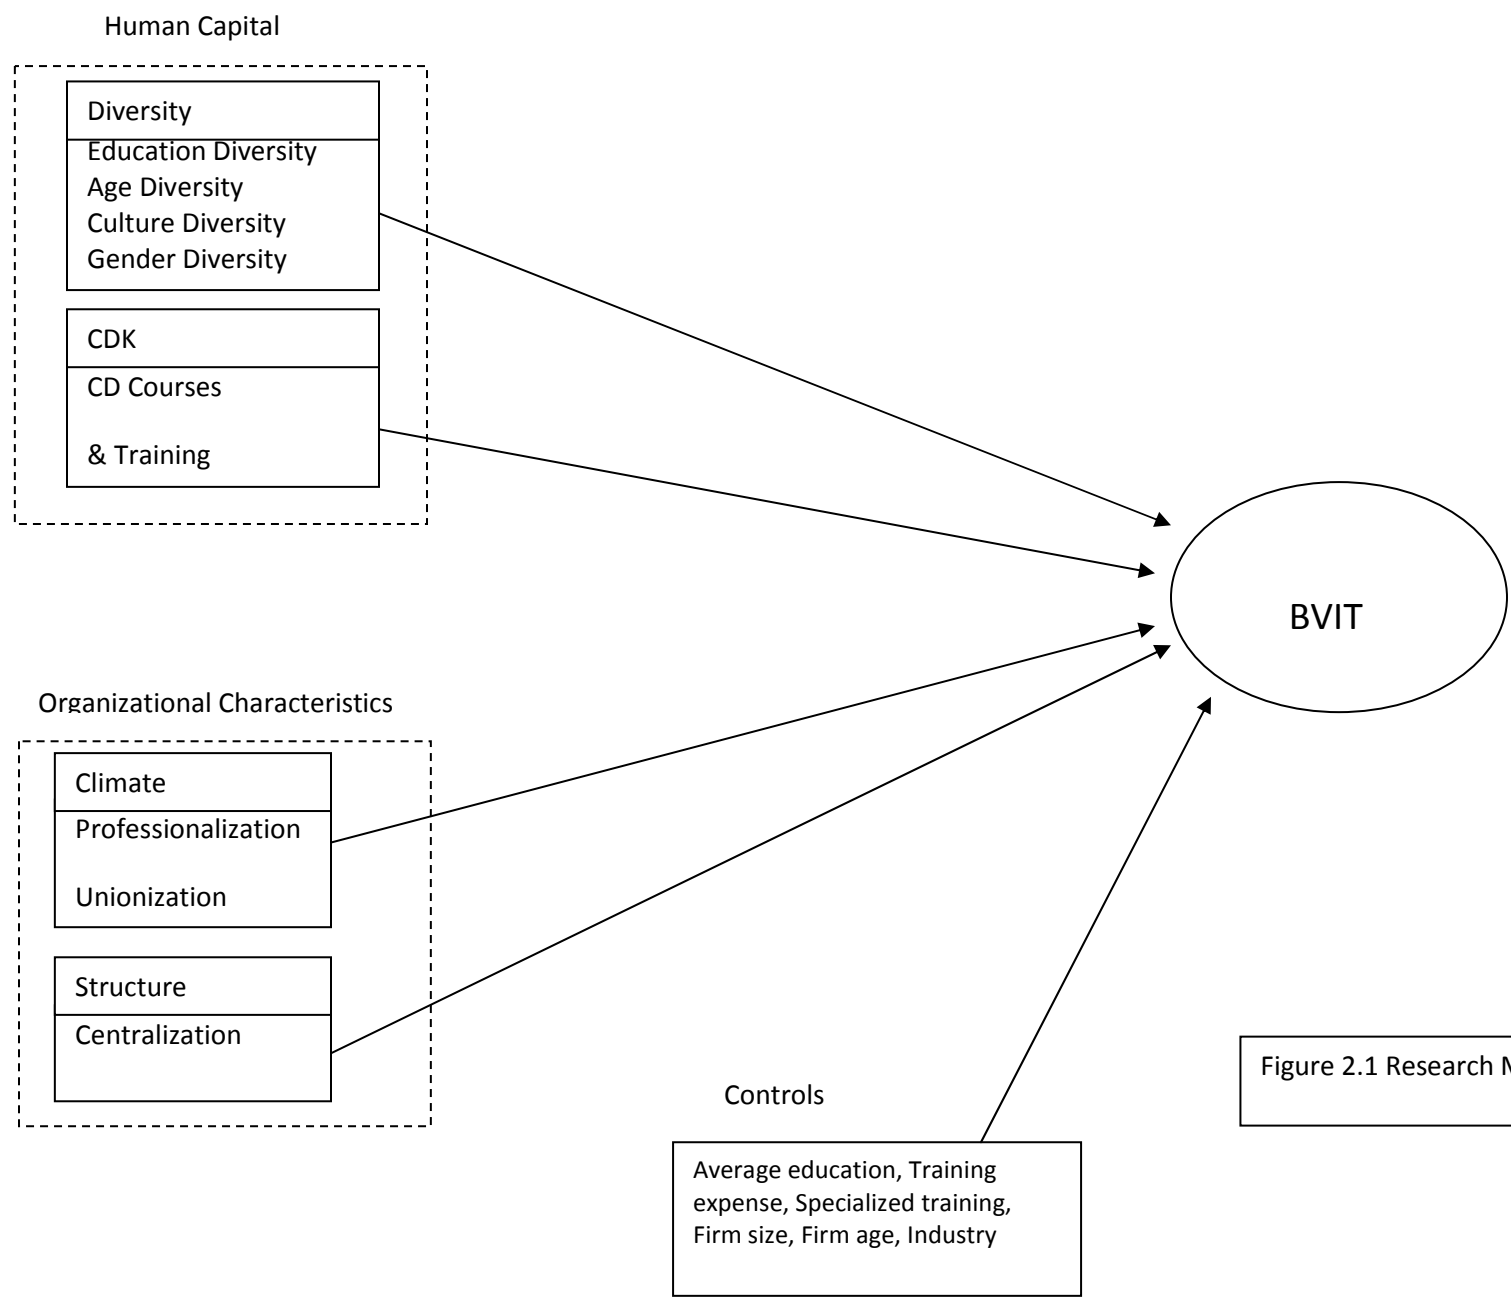 Human Capital
Diversity
Education Diversity
Age Diversity
Culture Diversity
Gender Diversity
CDK
CD Courses
& Training
BVIT
Organizational Characteristics
Climate
Professionalization
Unionization
Structure
Centralization
Controls
Average education, Training
expense, Specialized training,
Firm size, Firm age, Industry
Figure 2.1 Research